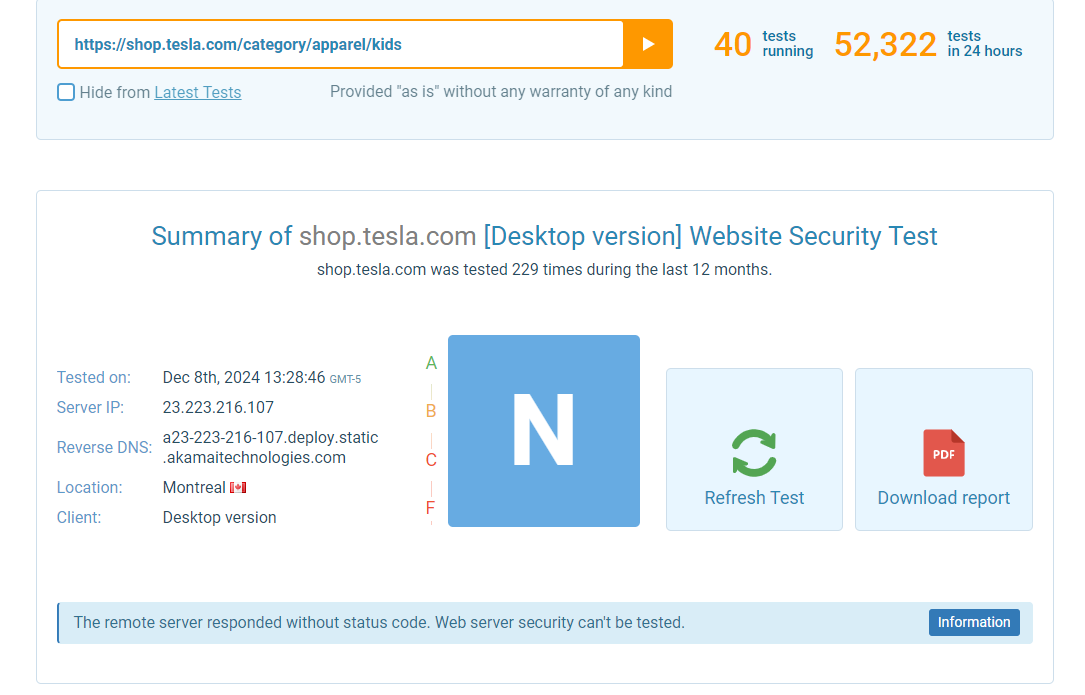 https://shop.tesla.com/category/apparel/kids
40 tests running
52,322 tests in 24 hours
Hide from Latest Tests
Provided "as is" without any warranty of any kind
Summary of shop.tesla.com [Desktop version] Website Security Test
shop.tesla.com was tested 229 times during the last 12 months.
Tested on: Dec 8th, 2024 13:28:46 GMT-5
Server IP: 23.223.216.107
Reverse DNS: a23-223-216-107.deploy.static
.akamaitechnologies.com
Location: Montreal
Client: Desktop version
A
B
C
F
N
Refresh Test
PDF
Download report
The remote server responded without status code. Web server security can't be tested.
Information